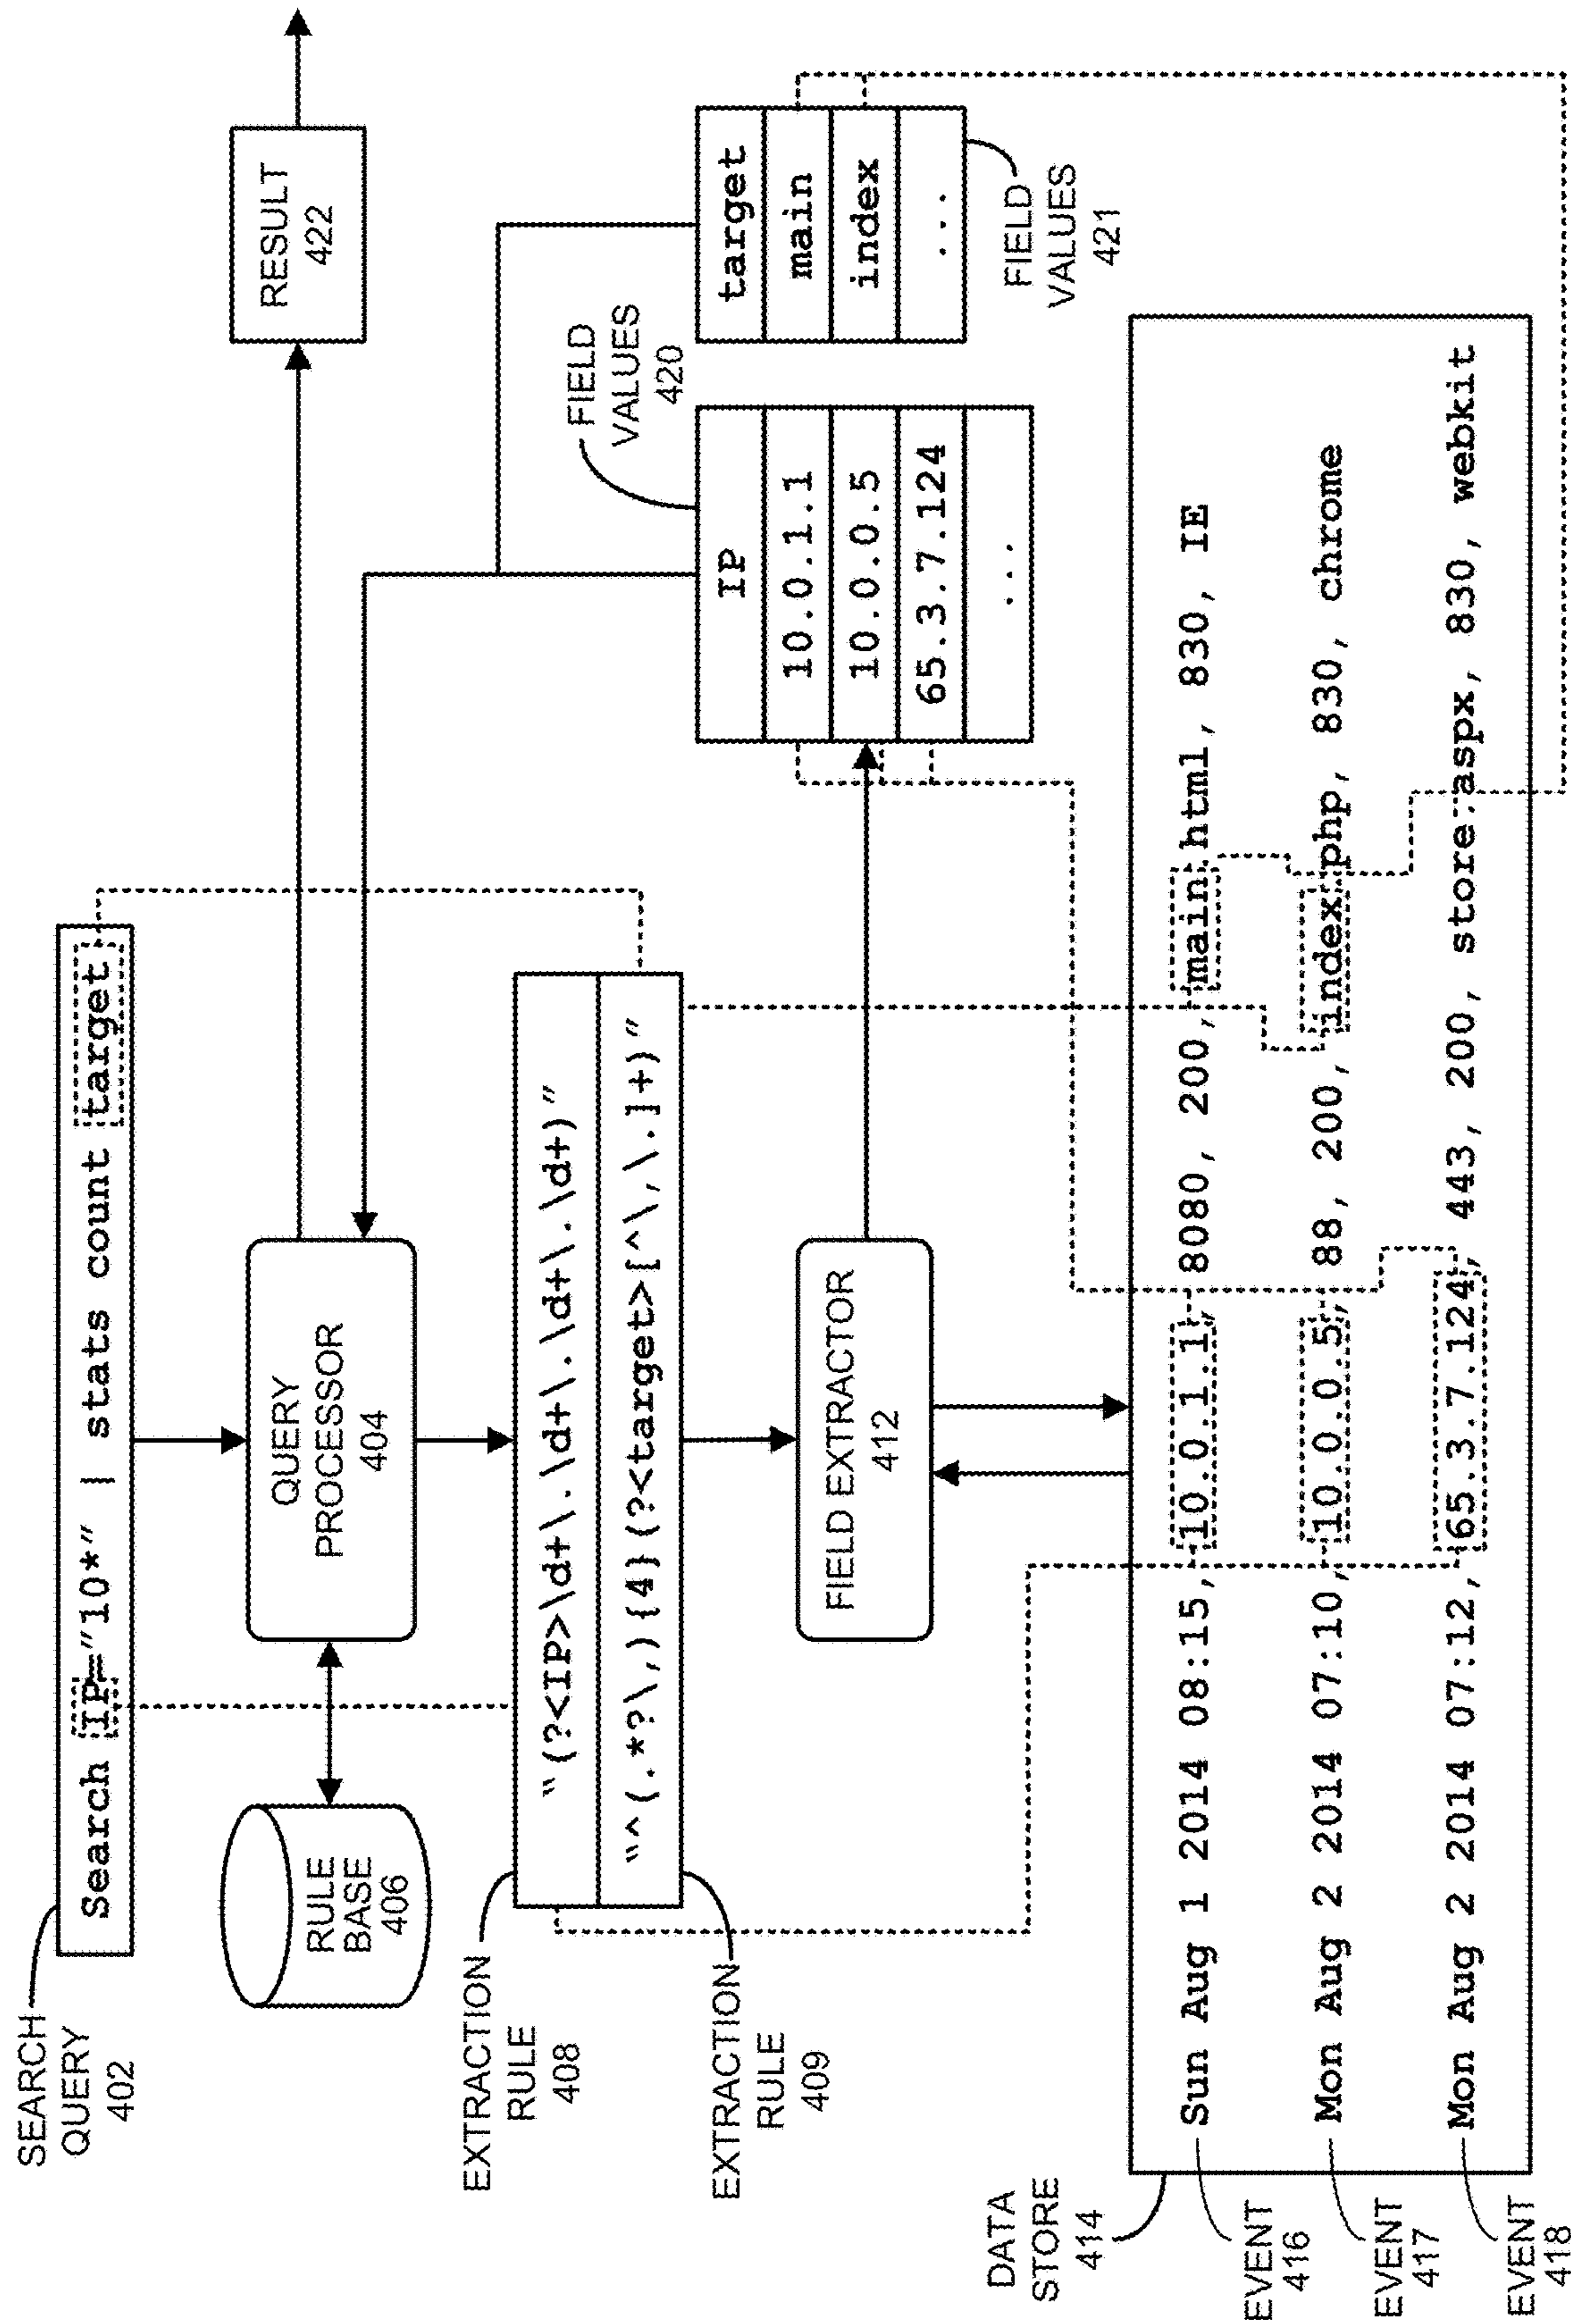 SEARCH
QUERY
402
Search IP="10*" | stats count target
RULE
BASE
406
QUERY
PROCESSOR
404
RESULT
422
EXTRACTION
RULE
408
"(?<IP>\d+\.\d+\.\d+\.\d+)"
"^(.*?\,){4}(?<target>[^\,\.]+)"
EXTRACTION
RULE
409
FIELD EXTRACTOR
412
FIELD
VALUES
420
IP
10.0.1.1
10.0.0.5
65.3.7.124
...
target
main
index
...
FIELD
VALUES
421
DATA
STORE
414
Sun Aug 1 2014 08:15, 10.0.1.1, 8080, 200, main.html, 830, IE
Mon Aug 2 2014 07:10, 10.0.0.5, 88, 200, index.php, 830, chrome
Mon Aug 2 2014 07:12, 65.3.7.124, 443, 200, store.aspx, 830, webkit
EVENT
416
EVENT
417
EVENT
418